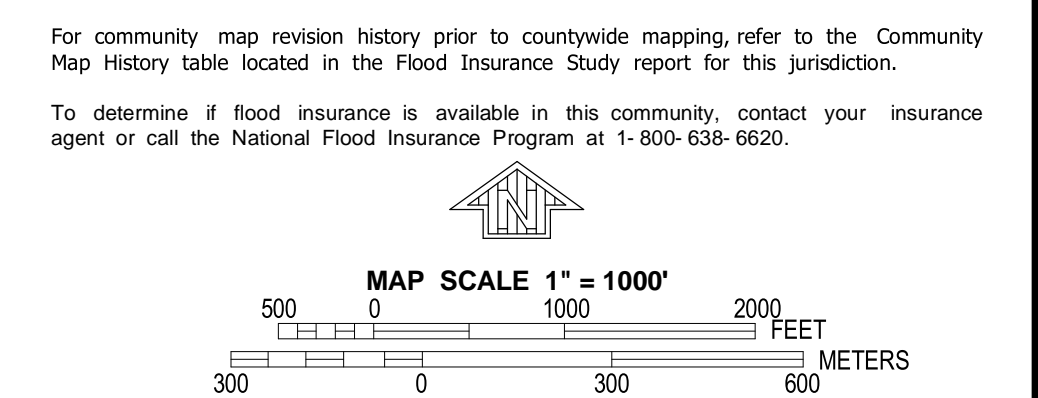 For community map revision history prior to countywide mapping, refer to the Community
Map History table located in the Flood Insurance Study report for this jurisdiction.
To determine if flood insurance is available in this community, contact your insurance
agent or call the National Flood Insurance Program at 1- 800- 638- 6620.
N
MAP SCALE 1" = 1000'
500 0 1000 2000
FEET
METERS
300 0 300 600